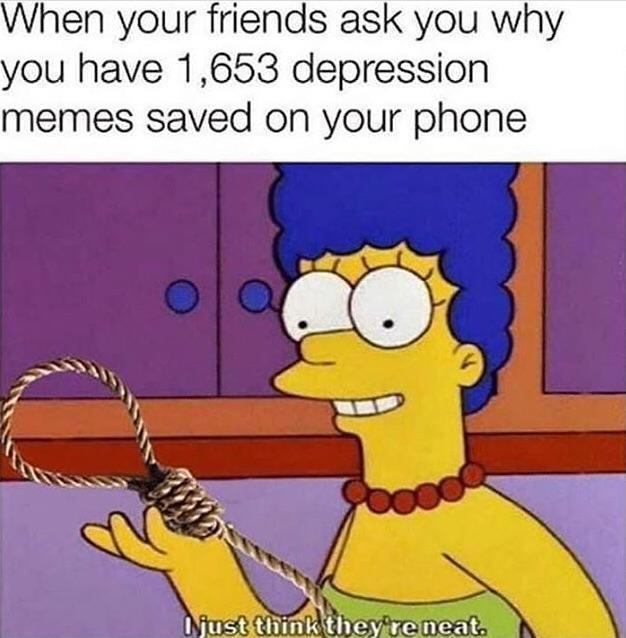 When your friends ask you why
you have 1,653 depression
memes saved on your phone
I just think they're neat.